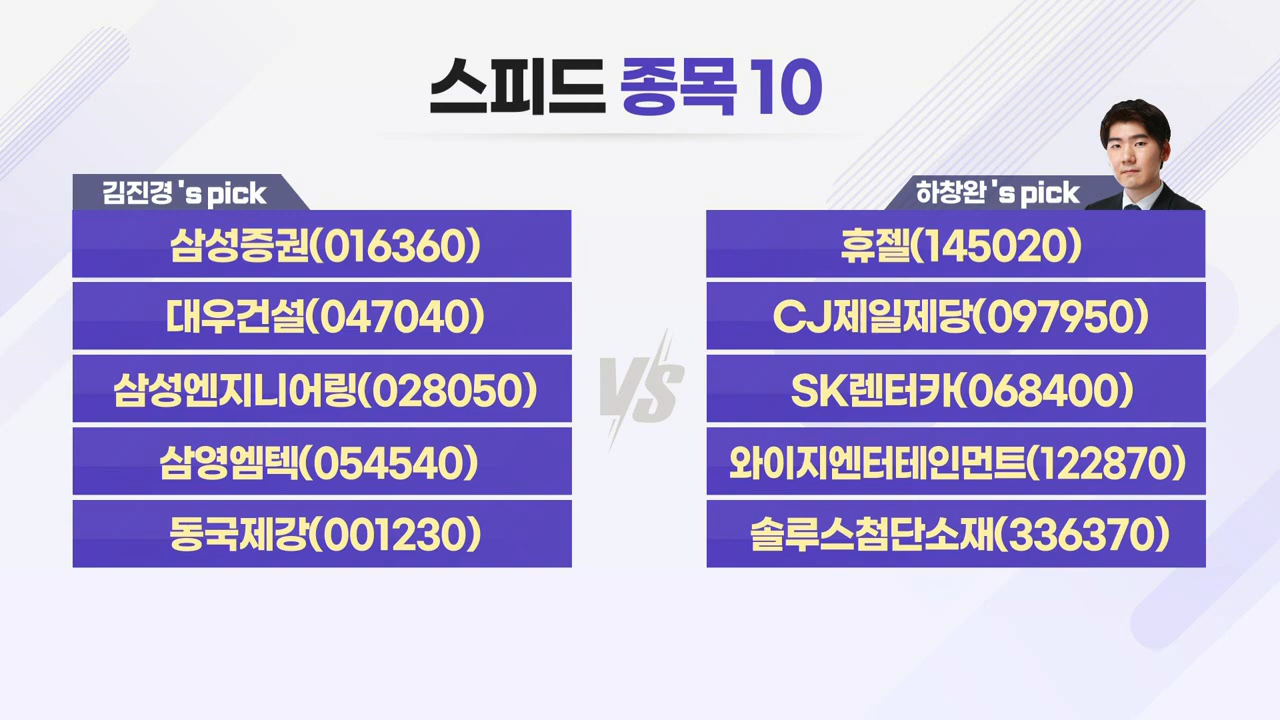 스피드 종목 10
김진경 's pick
삼성증권(016360)
대우건설(047040)
삼성엔지니어링(028050)
삼영엠텍(054540)
동국제강(001230)
VS
하창완 's pick
휴젤(145020)
CJ제일제당(097950)
SK렌터카(068400)
와이지엔터테인먼트(122870)
솔루스첨단소재(336370)